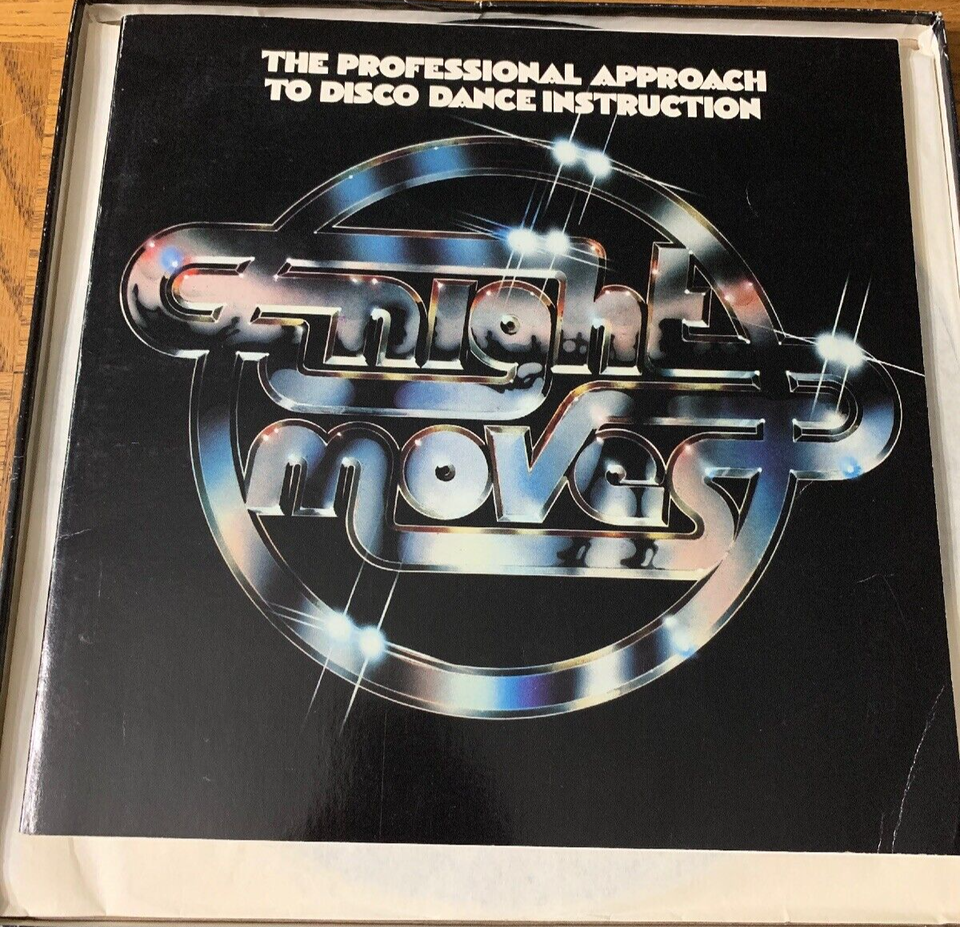 THE PROFESSIONAL APPROACH
TO DISCO DANCE INSTRUCTION
night
moves